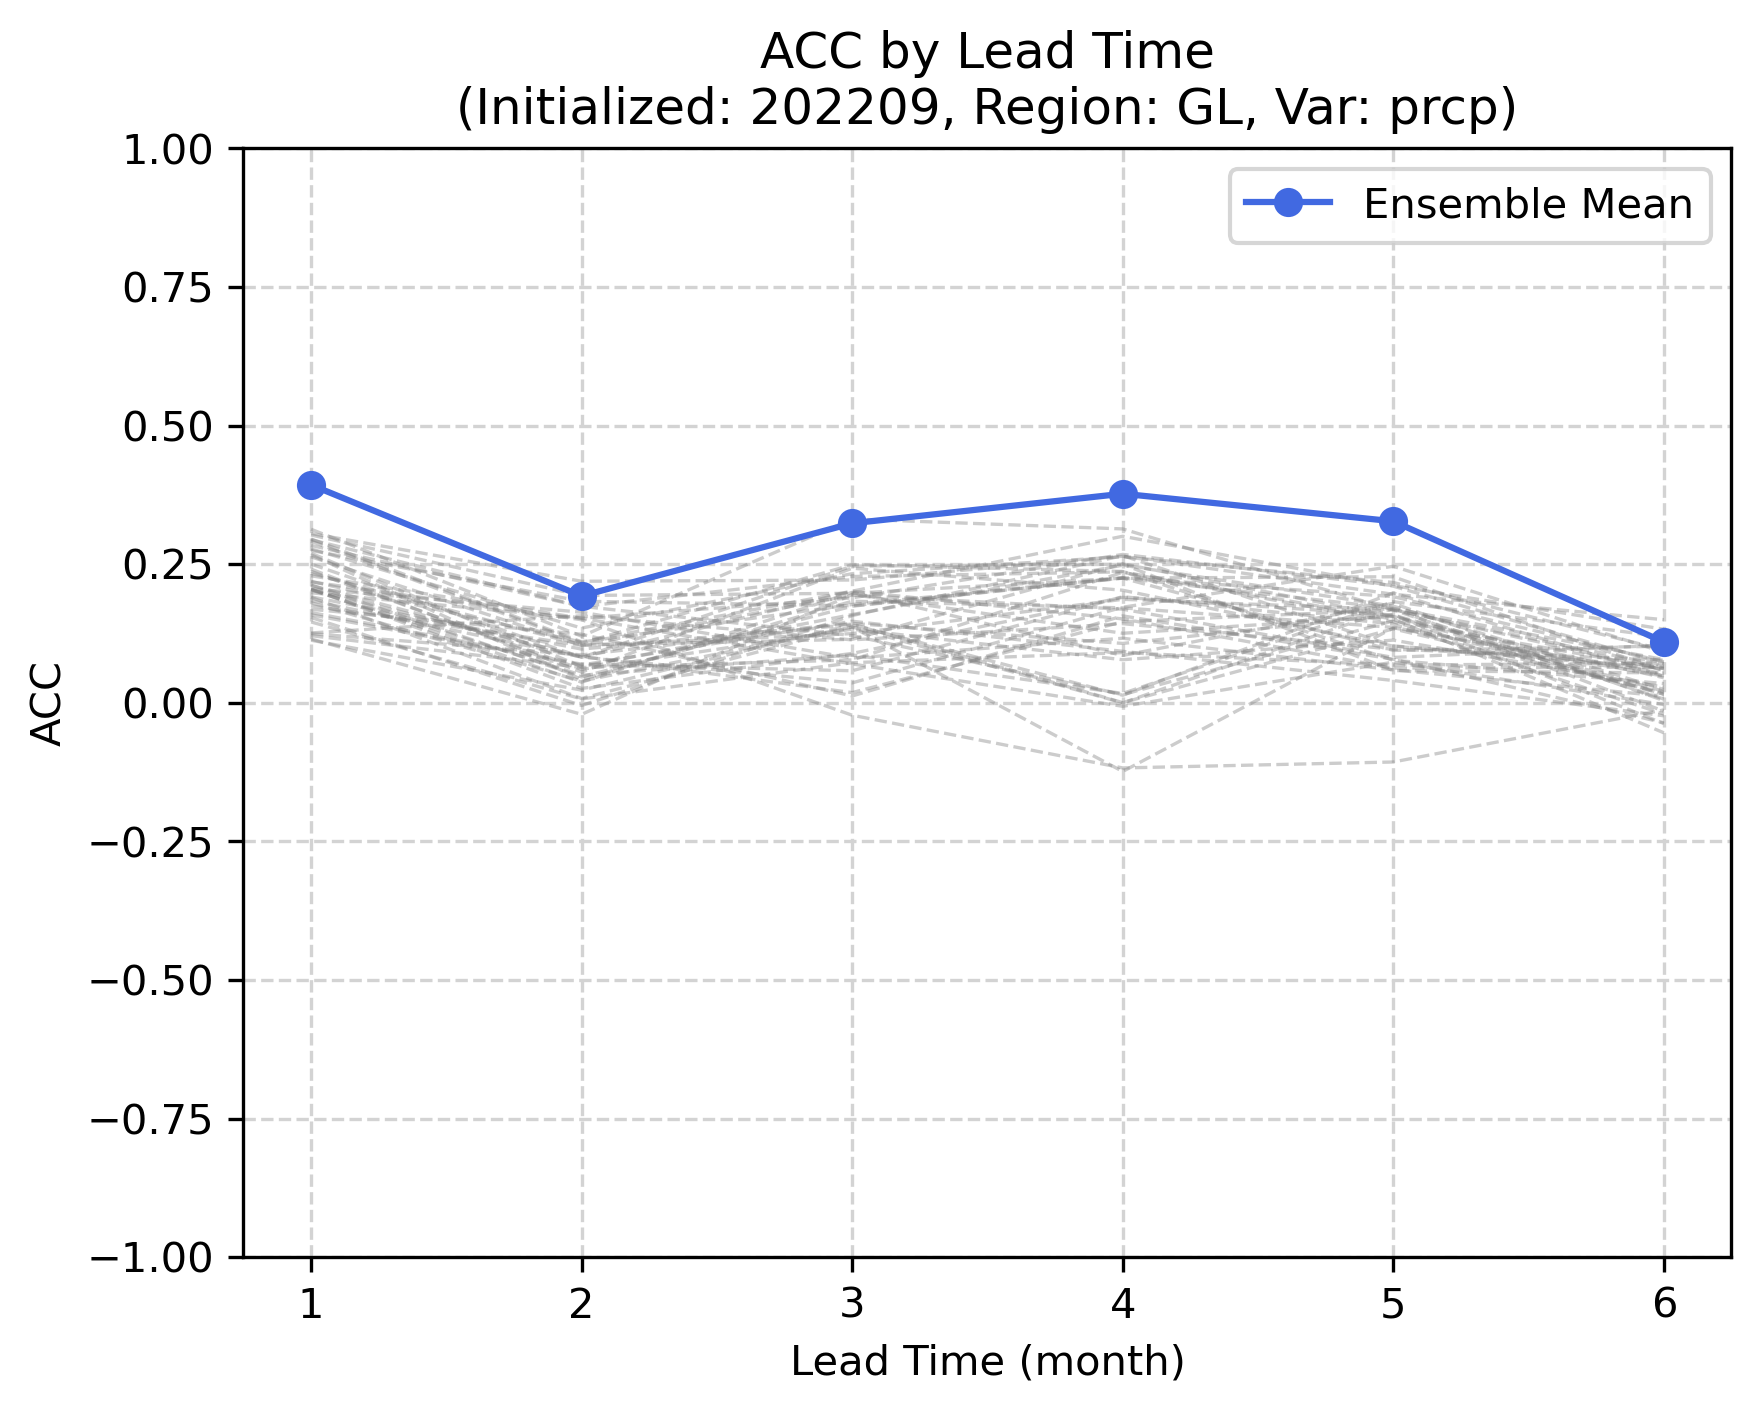 ACC by Lead Time
(Initialized: 202209, Region: GL, Var: prcp)
Ensemble Mean
1.00
0.75
0.50
0.25
0.00
−0.25
−0.50
−0.75
−1.00
ACC
1 2 3 4 5 6
Lead Time (month)